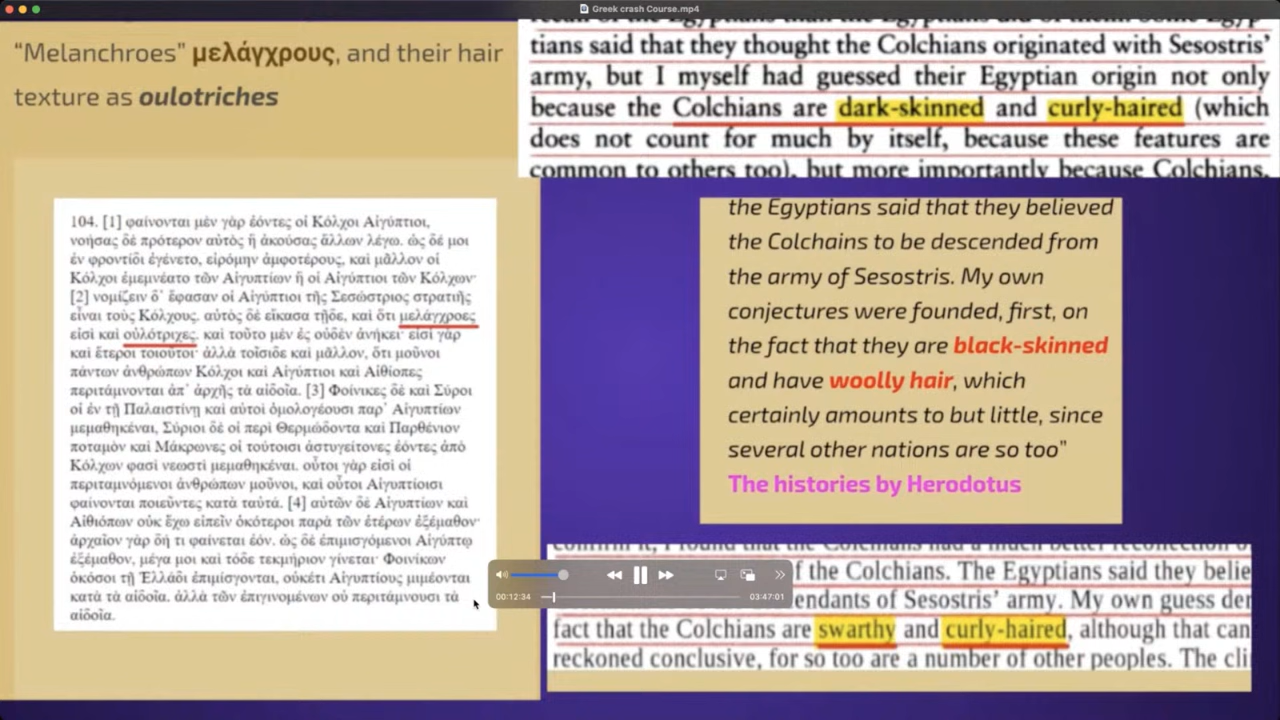 Greek crash Course.mp4
“Melanchroes” μελάγχρους, and their hair
texture as oulotriches
tians said that they thought the Colchians originated with Sesostris’
army, but I myself had guessed their Egyptian origin not only
because the Colchians are dark-skinned and curly-haired (which
does not count for much by itself, because these features are
common to others too), but more importantly because Colchians,
104. [1] φαίνονται μὲν γὰρ ἐόντες οἱ Κόλχοι Αἰγύπτιοι,
νοήσας δὲ πρότερον αὐτὸς ἢ ἀκούσας ἄλλων λέγω. ὡς δέ μοι
ἐν φροντίδι ἐγένετο, εἰρόμην ἀμφοτέρους, καὶ μᾶλλον οἱ
Κόλχοι ἐμεμνέατο τῶν Αἰγυπτίων ἢ οἱ Αἰγύπτιοι τῶν Κόλχων·
[2] νομίζειν δ᾽ ἔφασαν οἱ Αἰγύπτιοι τῆς Σεσώστριος στρατιῆς
εἶναι τοὺς Κόλχους. αὐτὸς δὲ εἴκασα τῇδε, καὶ ὅτι μελάγχροες
εἰσὶ καὶ οὐλότριχες. καὶ τοῦτο μὲν ἐς οὐδὲν ἀνήκει· εἰσὶ γὰρ
καὶ ἕτεροι τοιοῦτοι· ἀλλὰ τοῖσιδε καὶ μᾶλλον, ὅτι μοῦνοι
πάντων ἀνθρώπων Κόλχοι καὶ Αἰγύπτιοι καὶ Αἰθίοπες
περιτάμνονται ἀπ᾽ ἀρχῆς τὰ αἰδοῖα. [3] Φοίνικες δὲ καὶ Σύροι
οἱ ἐν τῇ Παλαιστίνῃ καὶ αὐτοὶ ὁμολογέουσι παρ᾽ Αἰγυπτίων
μεμαθηκέναι, Σύριοι δὲ οἱ περὶ Θερμώδοντα καὶ Παρθένιον
ποταμὸν καὶ Μάκρωνες οἱ τούτοισι ἀστυγείτονες ἐόντες ἀπὸ
Κόλχων φασὶ νεωστὶ μεμαθηκέναι. οὗτοι γὰρ εἰσὶ οἱ
περιταμνόμενοι ἀνθρώπων μοῦνοι, καὶ οὗτοι Αἰγυπτίοισι
φαίνονται ποιεῦντες κατὰ ταὐτά. [4] αὐτῶν δὲ Αἰγυπτίων καὶ
Αἰθιόπων οὐκ ἔχω εἰπεῖν ὁκότεροι παρὰ τῶν ἑτέρων ἐξέμαθον·
ἀρχαῖον γὰρ δή τι φαίνεται ἐόν. ὡς δὲ ἐπιμισγόμενοι Αἰγύπτῳ
ἐξέμαθον, μέγα μοι καὶ τόδε τεκμήριον γίνεται· Φοινίκων
ὁκόσοι τῇ Ἑλλάδι ἐπιμίσγονται, οὐκέτι Αἰγυπτίους μιμέονται
κατὰ τὰ αἰδοῖα. ἀλλὰ τῶν ἐπιγινομένων οὐ περιτάμνουσι τὰ
αἰδοῖα.
the Egyptians said that they believed
the Colchains to be descended from
the army of Sesostris. My own
conjectures were founded, first, on
the fact that they are black-skinned
and have woolly hair, which
certainly amounts to but little, since
several other nations are so too”
The histories by Herodotus
f the Colchians. The Egyptians said they belie
endants of Sesostris’ army. My own guess der
fact that the Colchians are swarthy and curly-haired, although that can
reckoned conclusive, for so too are a number of other peoples. The cli
00:12:34
03:47:01